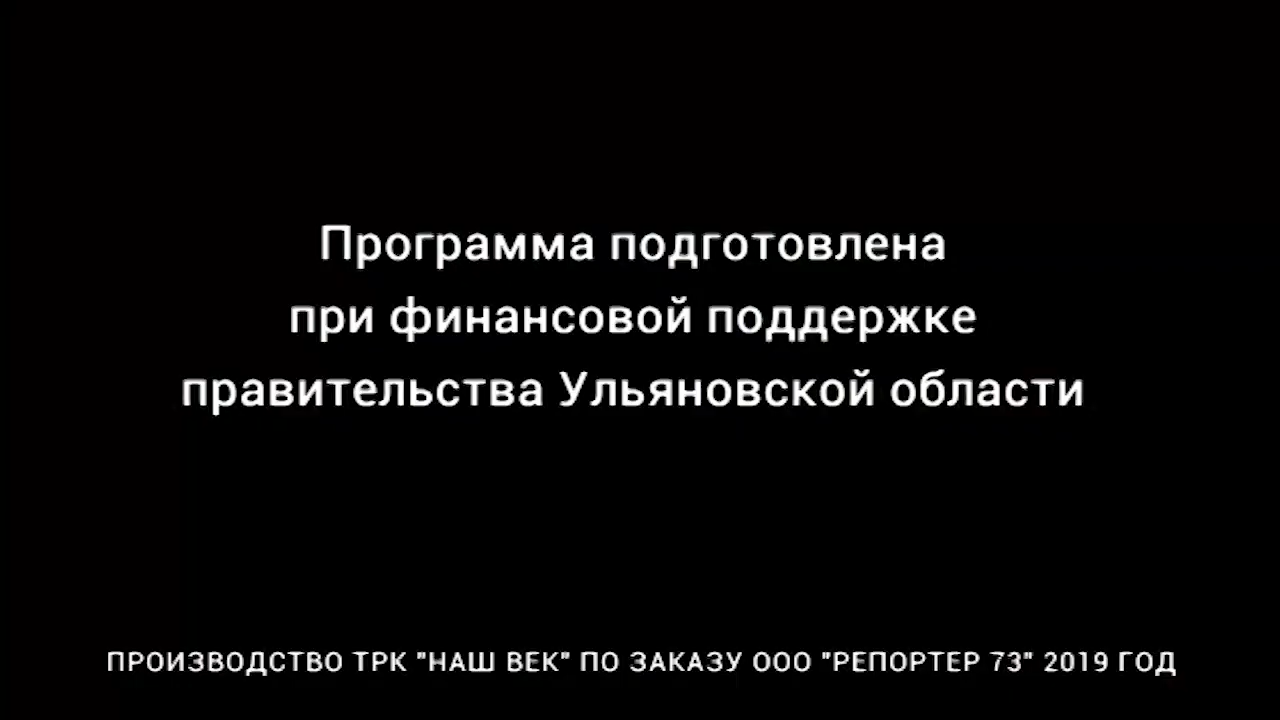 Программа подготовлена
при финансовой поддержке
правительства Ульяновской области
ПРОИЗВОДСТВО ТРК "НАШ ВЕК" ПО ЗАКАЗУ ООО "РЕПОРТЕР 73" 2019 ГОД